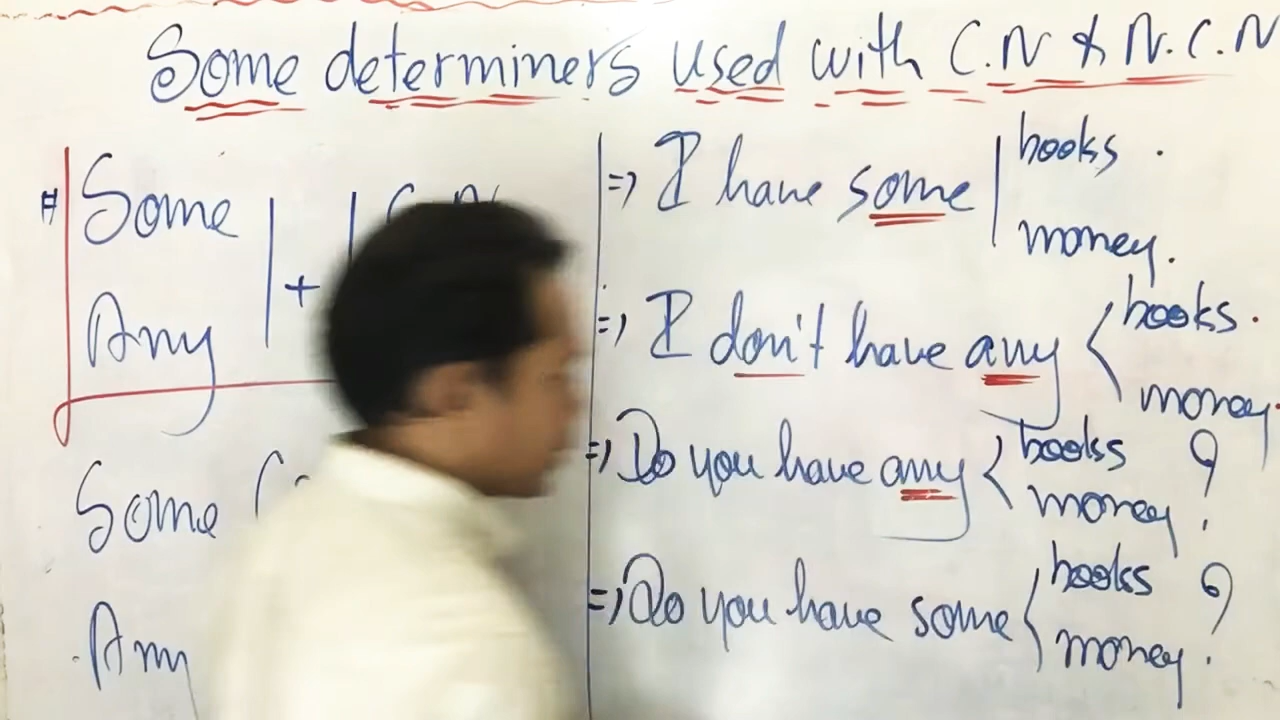 Some determiners used with C.N & N.C.N
# Some
+
C.N
Any
Some (
Any
=> I have some | books.
money.
=> I don't have any < books.
money.
=> Do you have any < books
money ?
=> Do you have some { books
money ?